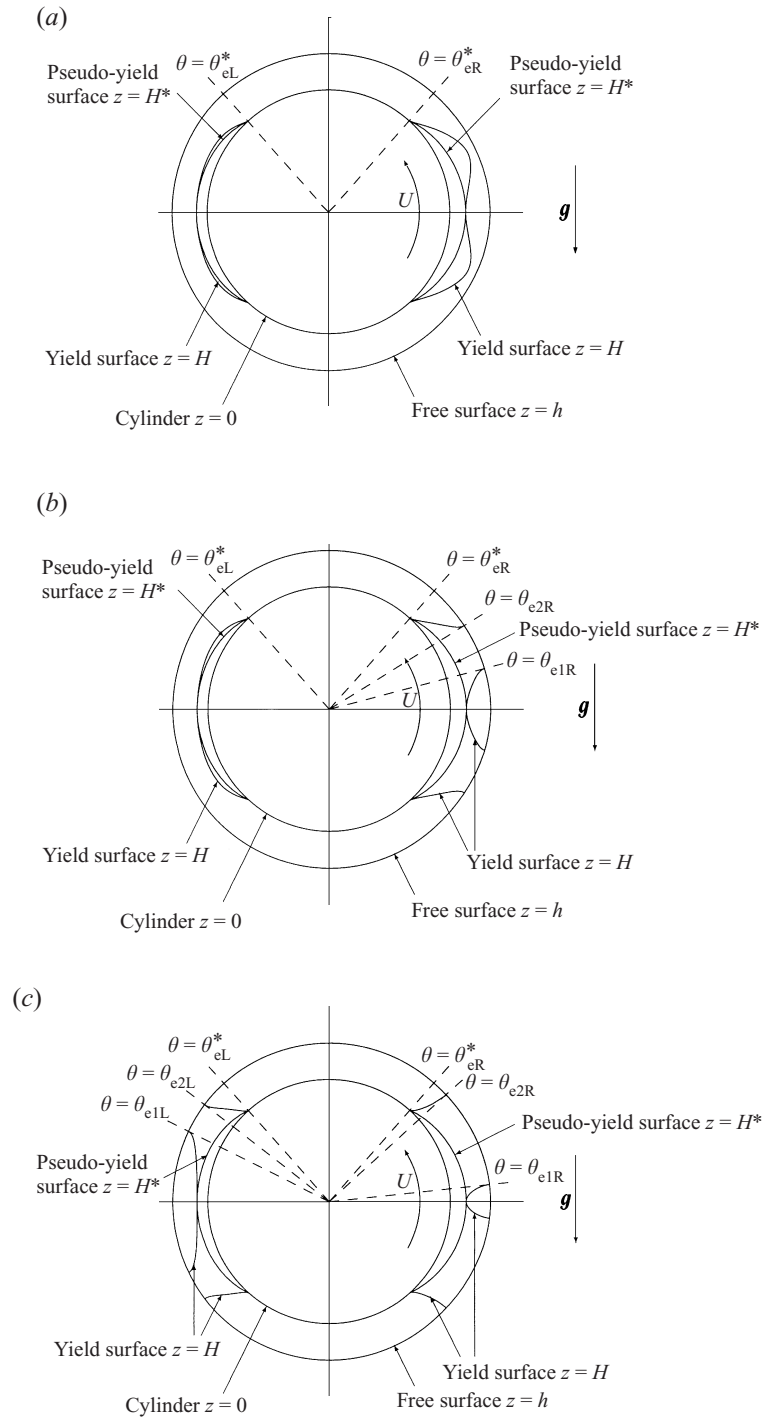 (a)
θ = θ*eL
θ = θ*eR
Pseudo-yield
surface z = H*
Pseudo-yield
surface z = H*
U
g
Yield surface z = H
Yield surface z = H
Cylinder z = 0
Free surface z = h
(b)
θ = θ*eL
θ = θ*eR
Pseudo-yield
surface z = H*
θ = θe2R
Pseudo-yield surface z = H*
θ = θe1R
U
g
Yield surface z = H
Yield surface z = H
Cylinder z = 0
Free surface z = h
(c)
θ = θ*eL
θ = θ*eR
θ = θe2L
θ = θe2R
θ = θe1L
Pseudo-yield surface z = H*
Pseudo-yield
surface z = H*
θ = θe1R
U
g
Yield surface z = H
Yield surface z = H
Cylinder z = 0
Free surface z = h